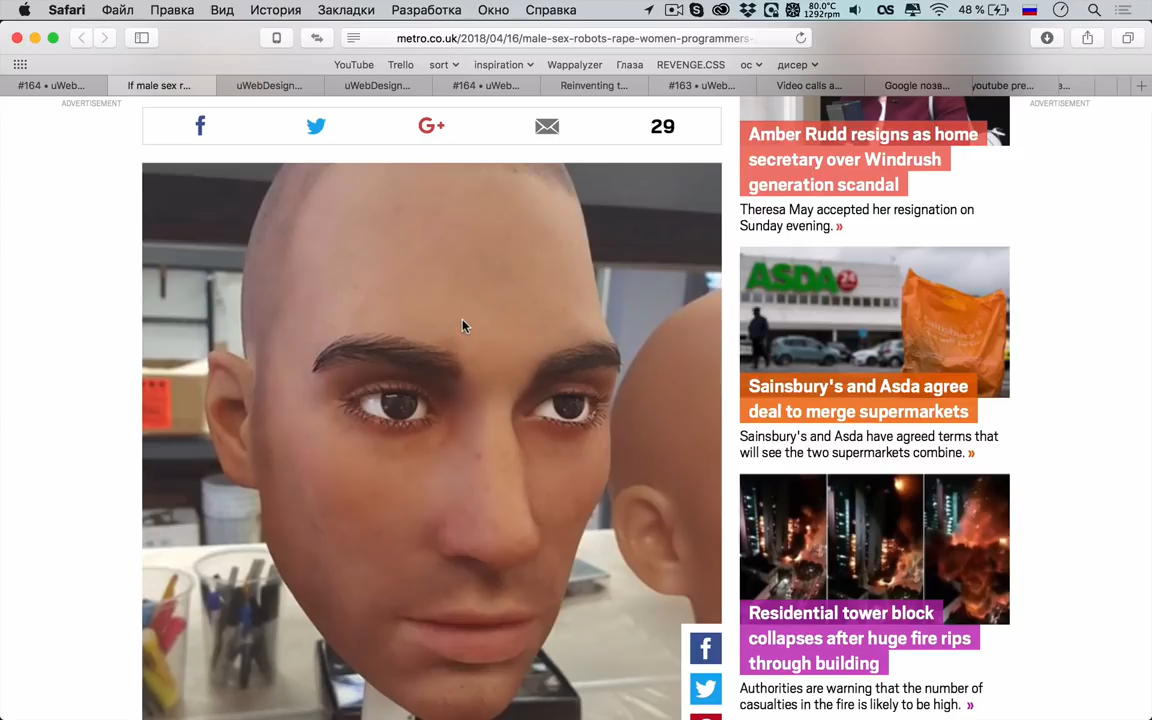 Safari Файл Правка Вид История Закладки Разработка Окно Справка 80.0°C 1292rpm OS 48 %
metro.co.uk/2018/04/16/male-sex-robots-rape-women-programmers-
YouTube Trello sort inspiration Wappalyzer Глаза REVENGE.CSS ос дисер
#164 • uWeb... If male sex r... uWebDesign... uWebDesign... #164 • uWeb... Reinventing t... #163 • uWeb... Video calls a... Google позв... youtube pre...
ADVERTISEMENT
ADVERTISEMENT
G+ 29
Amber Rudd resigns as home
secretary over Windrush
generation scandal
Theresa May accepted her resignation on
Sunday evening. »
ASDA 24
Sainsbury's
Sainsbury's and Asda agree
deal to merge supermarkets
Sainsbury's and Asda have agreed terms that
will see the two supermarkets combine. »
Residential tower block
collapses after huge fire rips
through building
Authorities are warning that the number of
casualties in the fire is likely to be high. »